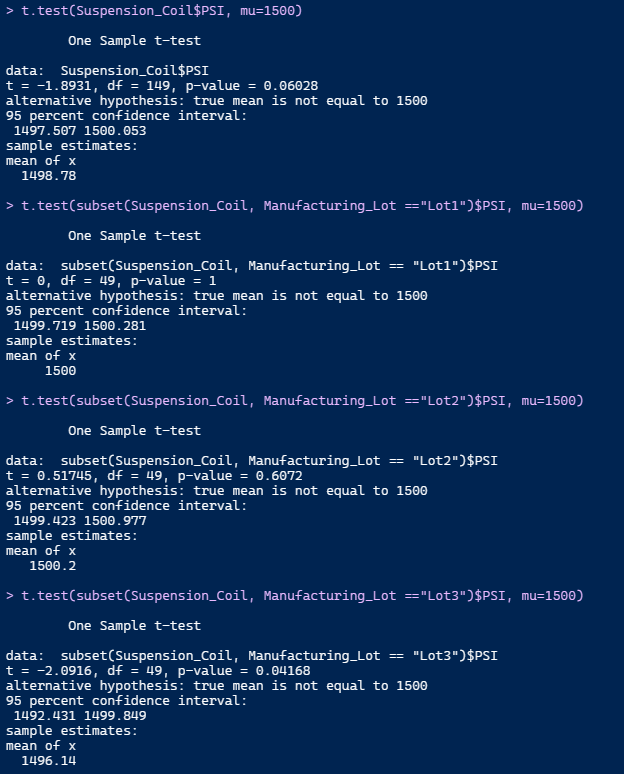 > t.test(Suspension_Coil$PSI, mu=1500)

        One Sample t-test

data:  Suspension_Coil$PSI
t = -1.8931, df = 149, p-value = 0.06028
alternative hypothesis: true mean is not equal to 1500
95 percent confidence interval:
 1497.507 1500.053
sample estimates:
mean of x
  1498.78

> t.test(subset(Suspension_Coil, Manufacturing_Lot =="Lot1")$PSI, mu=1500)

        One Sample t-test

data:  subset(Suspension_Coil, Manufacturing_Lot == "Lot1")$PSI
t = 0, df = 49, p-value = 1
alternative hypothesis: true mean is not equal to 1500
95 percent confidence interval:
 1499.719 1500.281
sample estimates:
mean of x
     1500

> t.test(subset(Suspension_Coil, Manufacturing_Lot =="Lot2")$PSI, mu=1500)

        One Sample t-test

data:  subset(Suspension_Coil, Manufacturing_Lot == "Lot2")$PSI
t = 0.51745, df = 49, p-value = 0.6072
alternative hypothesis: true mean is not equal to 1500
95 percent confidence interval:
 1499.423 1500.977
sample estimates:
mean of x
   1500.2

> t.test(subset(Suspension_Coil, Manufacturing_Lot =="Lot3")$PSI, mu=1500)

        One Sample t-test

data:  subset(Suspension_Coil, Manufacturing_Lot == "Lot3")$PSI
t = -2.0916, df = 49, p-value = 0.04168
alternative hypothesis: true mean is not equal to 1500
95 percent confidence interval:
 1492.431 1499.849
sample estimates:
mean of x
  1496.14